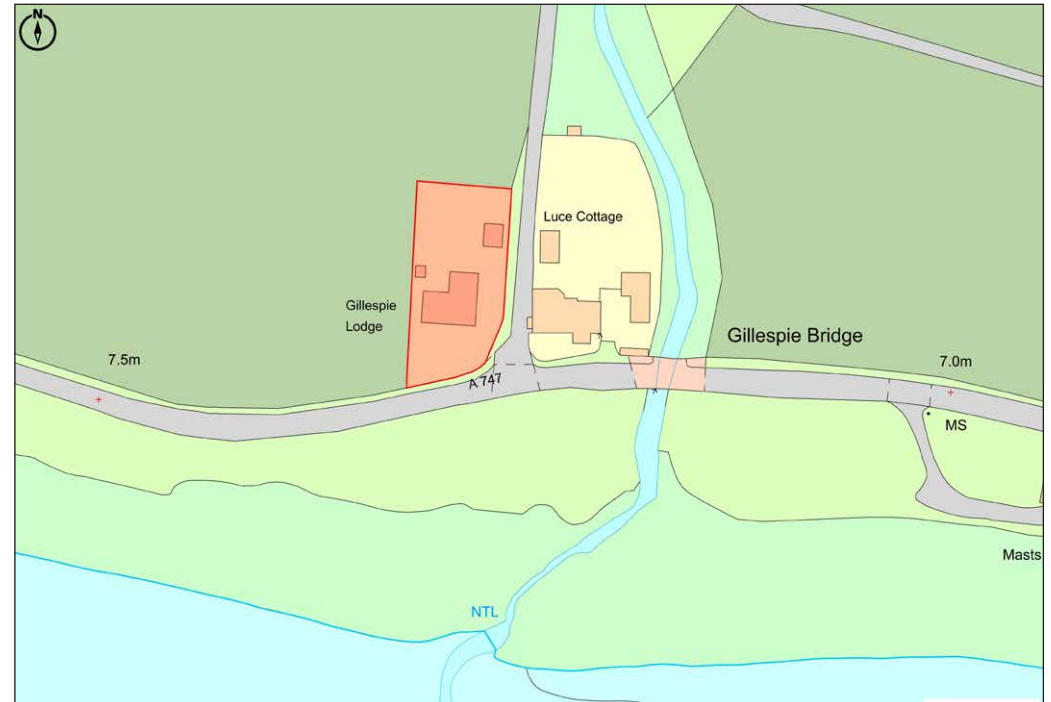 N
Luce Cottage
Gillespie
Lodge
Gillespie Bridge
7.5m
7.0m
A 747
MS
Masts
NTL